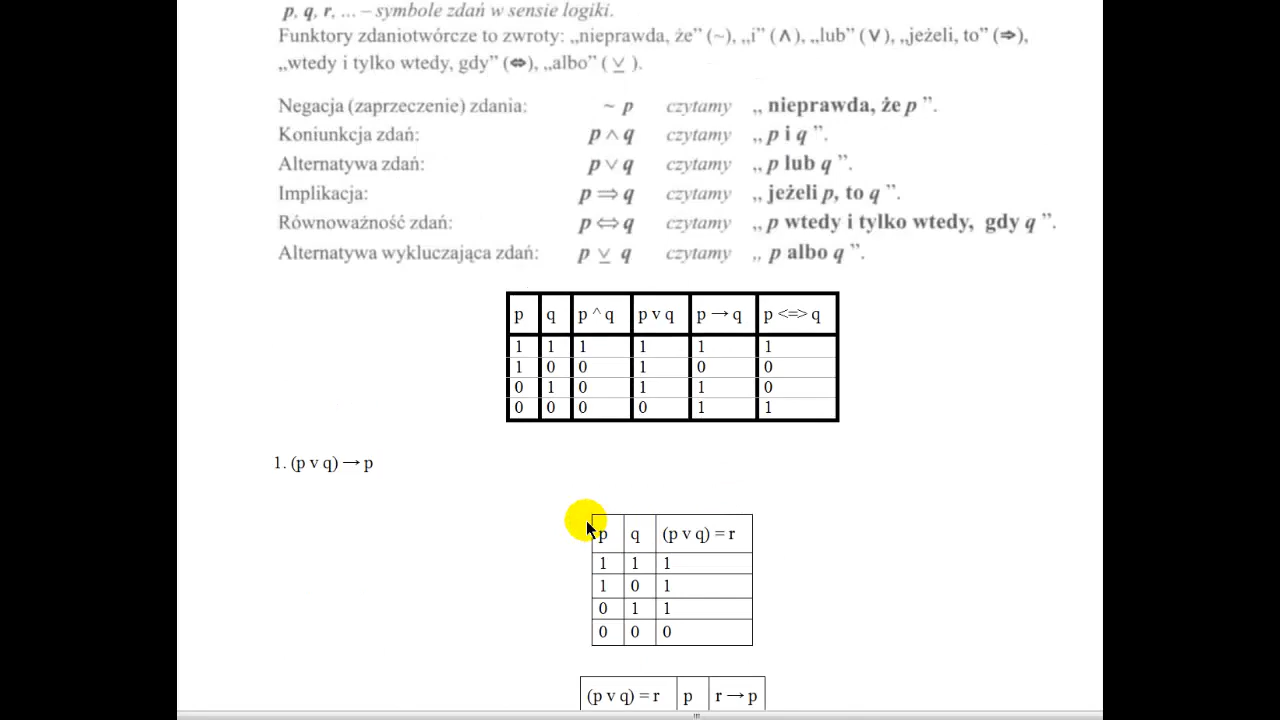 p, q, r, ... – symbole zdań w sensie logiki.
Funktory zdaniotwórcze to zwroty: „nieprawda, że” (~), „i” (∧), „lub” (∨), „jeżeli, to” (⇒),
„wtedy i tylko wtedy, gdy” (⇔), „albo” ( ⊻ ).
Negacja (zaprzeczenie) zdania: ~ p czytamy „ nieprawda, że p ”.
Koniunkcja zdań: p ∧ q czytamy „ p i q ”.
Alternatywa zdań: p ∨ q czytamy „ p lub q ”.
Implikacja: p ⇒ q czytamy „ jeżeli p, to q ”.
Równoważność zdań: p ⇔ q czytamy „ p wtedy i tylko wtedy, gdy q ”.
Alternatywa wykluczająca zdań: p ⊻ q czytamy „ p albo q ”.
p q p ^ q p v q p → q p <=> q
1 1 1 1 1 1
1 0 0 1 0 0
0 1 0 1 1 0
0 0 0 0 1 1
1. (p v q) → p
p q (p v q) = r
1 1 1
1 0 1
0 1 1
0 0 0
(p v q) = r p r → p